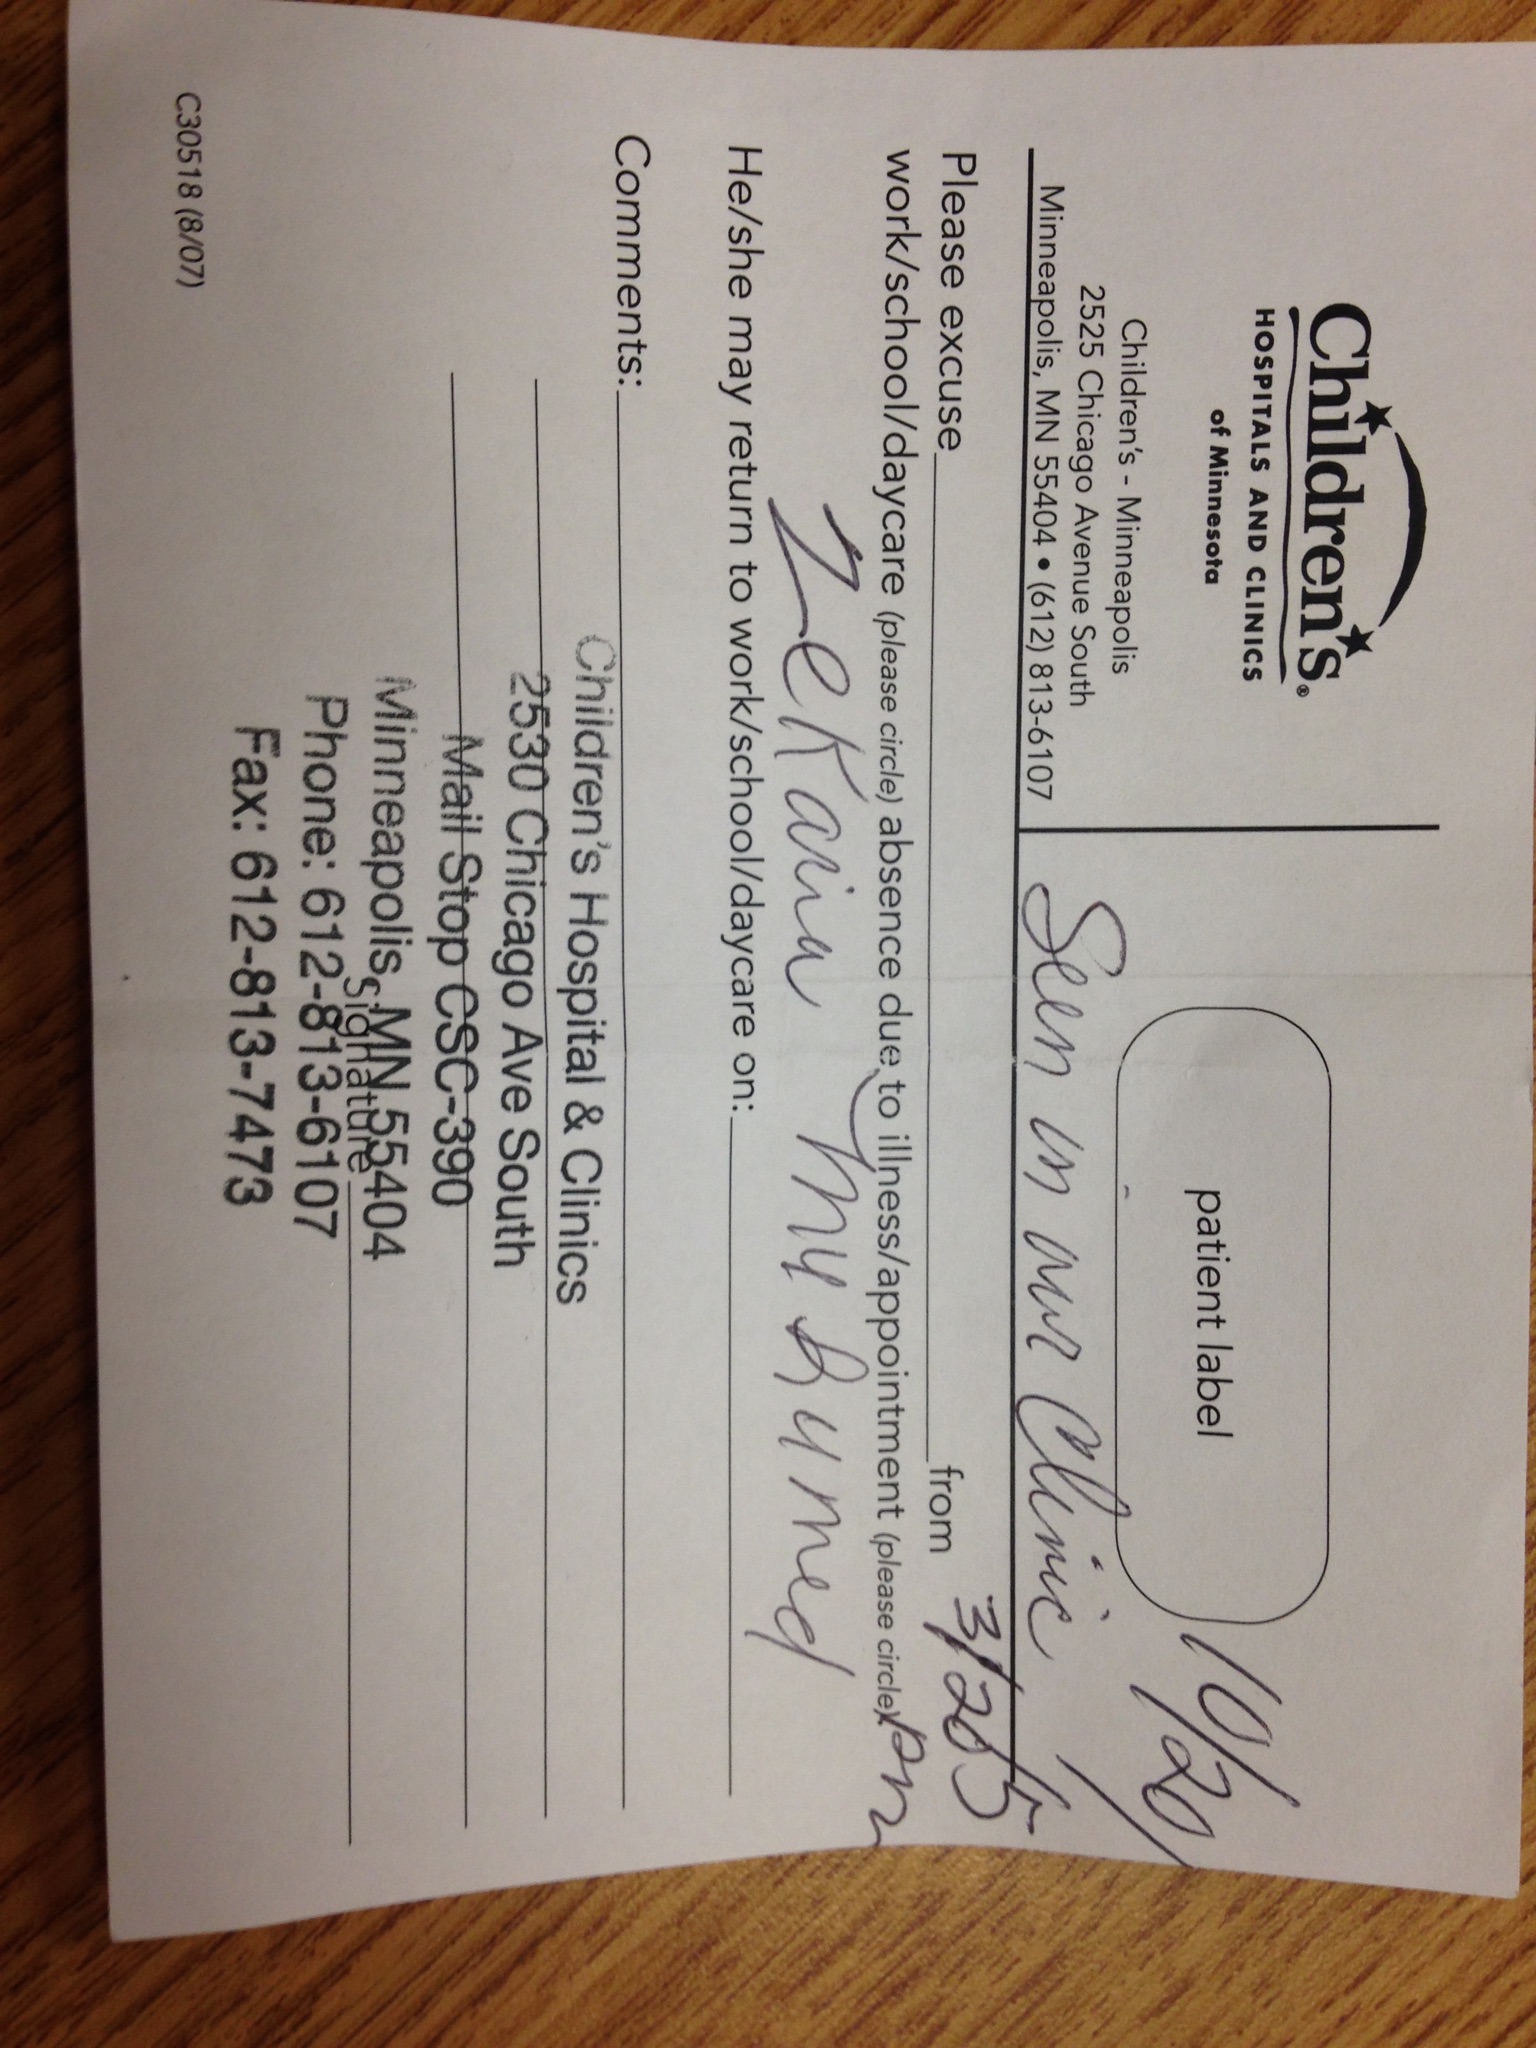 Children's®
HOSPITALS AND CLINICS
of Minnesota
Children's - Minneapolis
2525 Chicago Avenue South
Minneapolis, MN 55404 • (612) 813-6107
patient label
10/20/
Seen in our Clinic
Please excuse from 3/20
work/school/daycare (please circle) absence due to illness/appointment (please circle). pm
Zekaria
He/she may return to work/school/daycare on:
Comments:
Children's Hospital & Clinics
2530 Chicago Ave South
Mail Stop CSC-390
Minneapolis, MN 55404
Signature
Phone: 612-813-6107
Fax: 612-813-7473
C30518 (8/07)